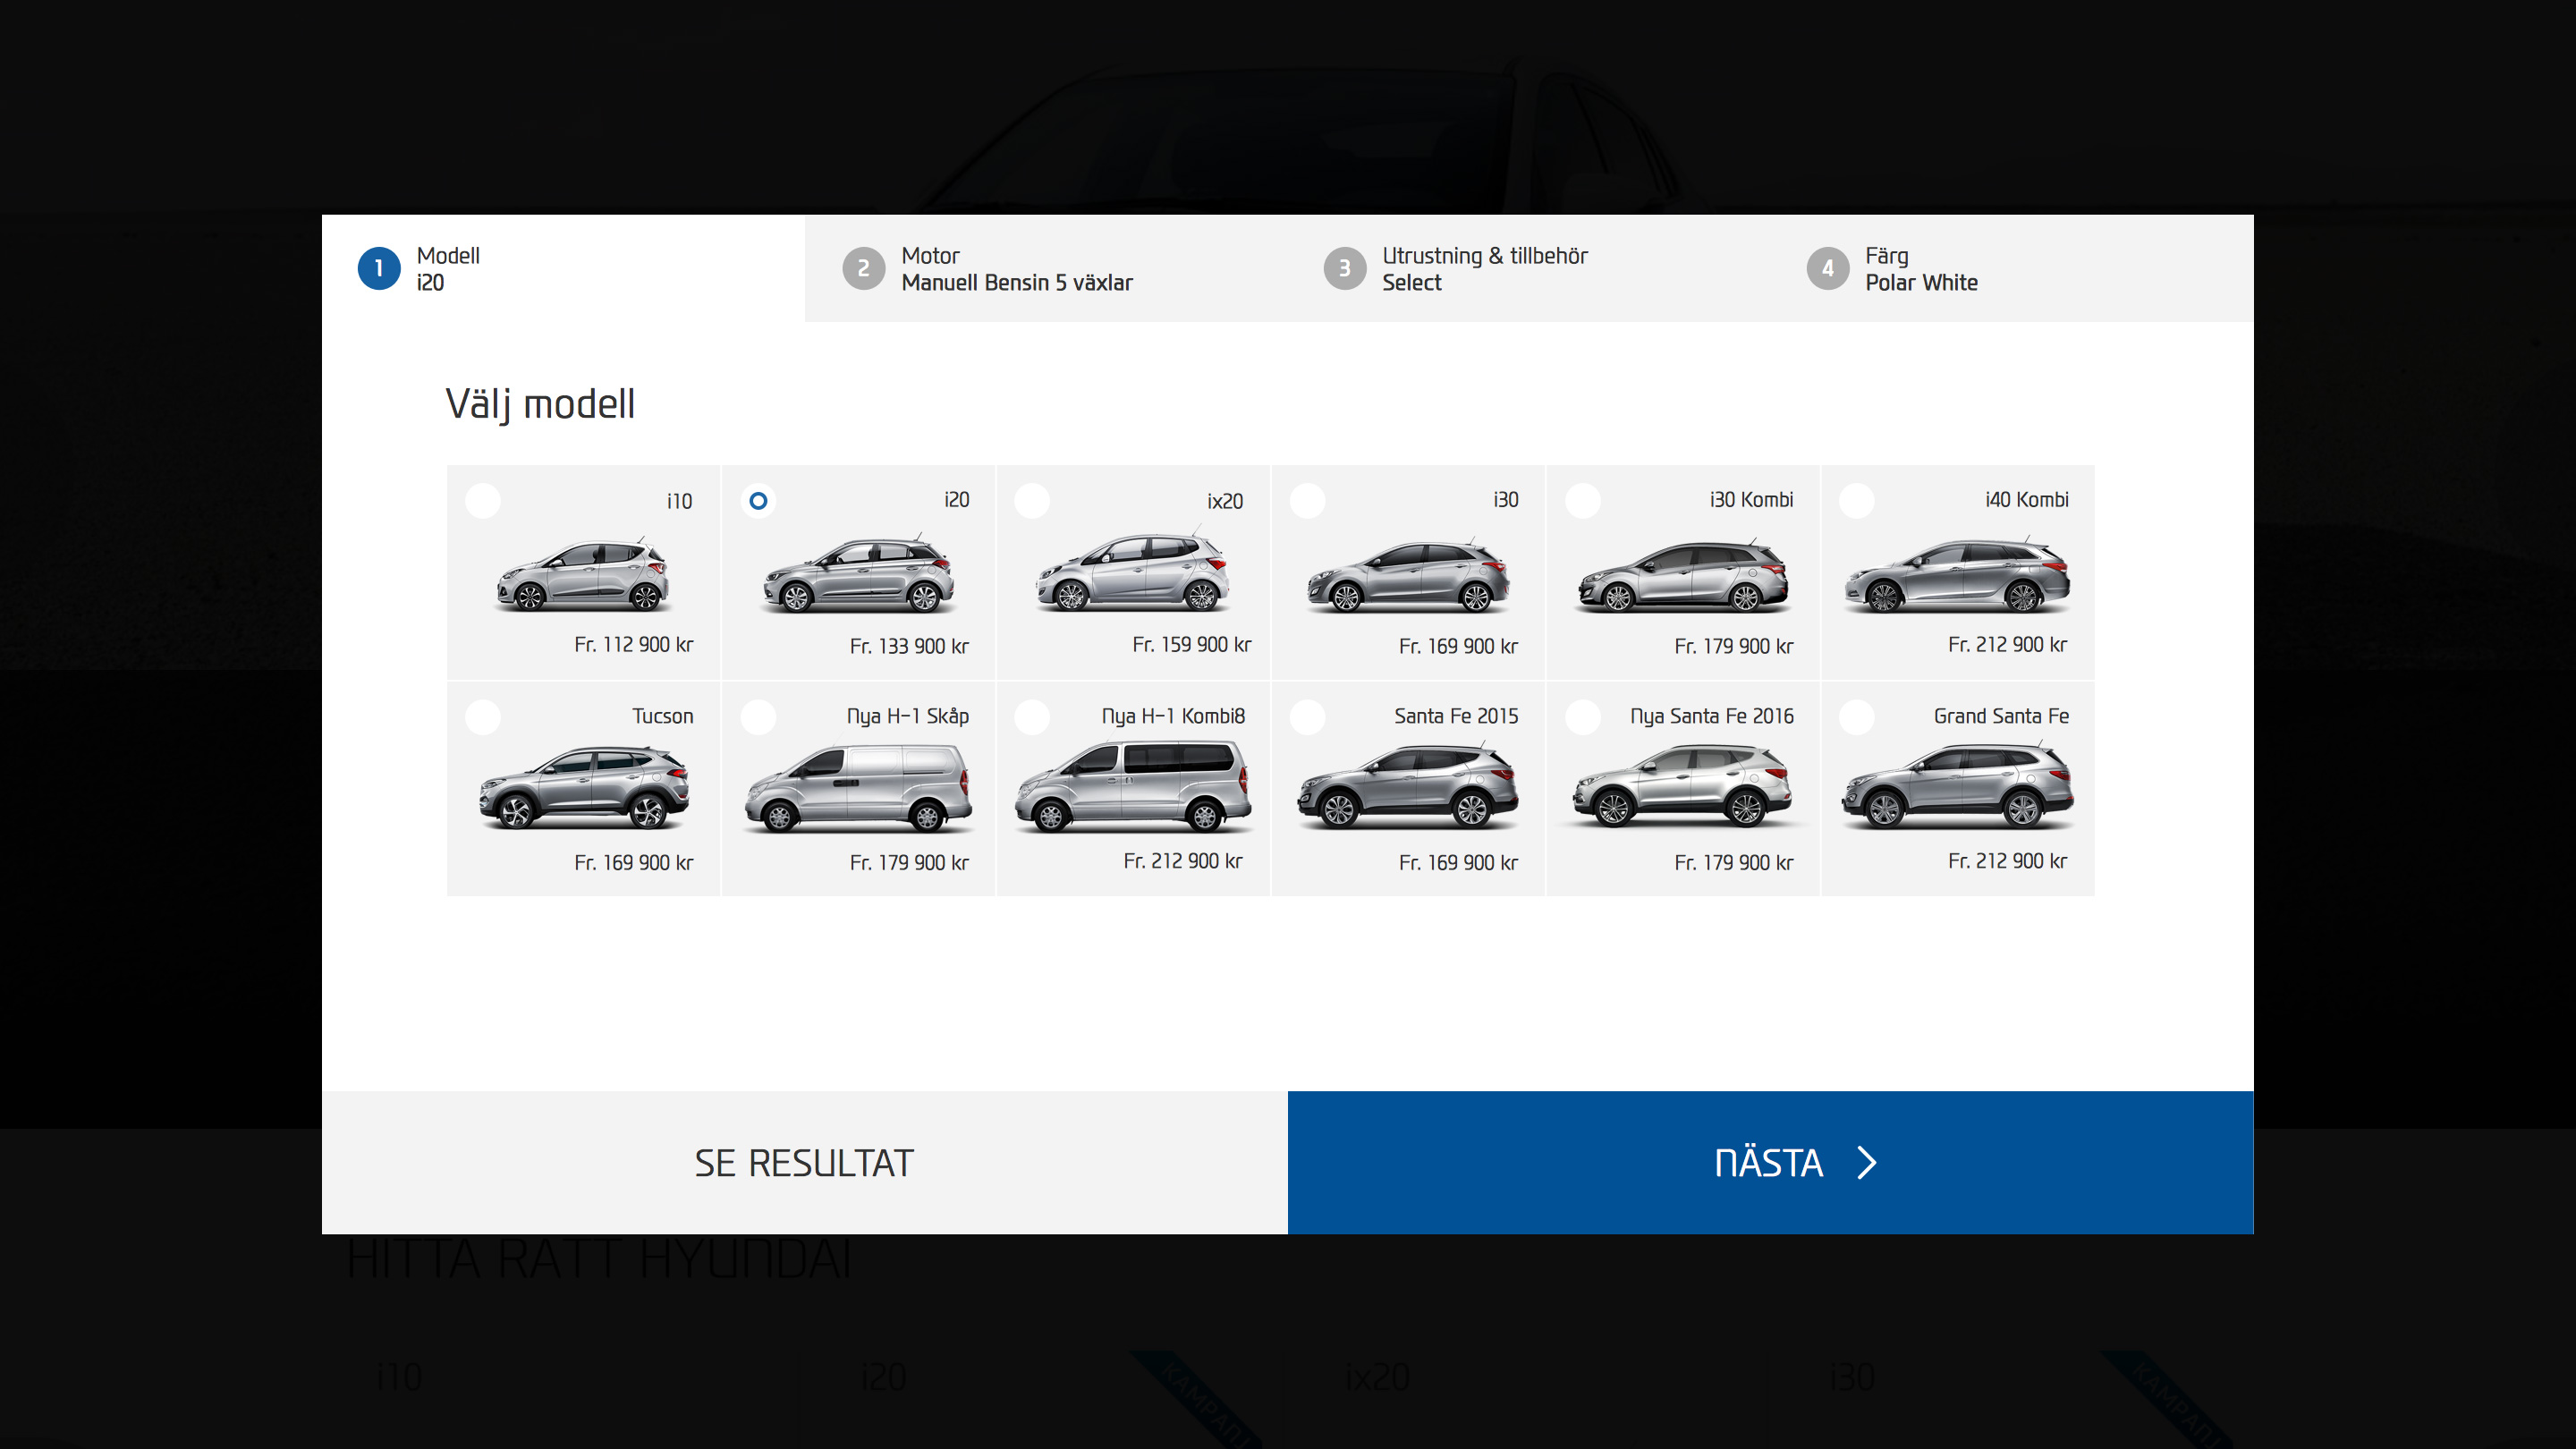 1 Modell
i20
2 Motor
Manuell Bensin 5 växlar
3 Utrustning & tillbehör
Select
4 Färg
Polar White
Välj modell
i10
Fr. 112 900 kr
i20
Fr. 133 900 kr
ix20
Fr. 159 900 kr
i30
Fr. 169 900 kr
i30 Kombi
Fr. 179 900 kr
i40 Kombi
Fr. 212 900 kr
Tucson
Fr. 169 900 kr
Nya H-1 Skåp
Fr. 179 900 kr
Nya H-1 Kombi8
Fr. 212 900 kr
Santa Fe 2015
Fr. 169 900 kr
Nya Santa Fe 2016
Fr. 179 900 kr
Grand Santa Fe
Fr. 212 900 kr
SE RESULTAT
NÄSTA
HITTA RATT HYUNDAI
i10
i20
KAMPANJ
ix20
i30
KAMPANJ